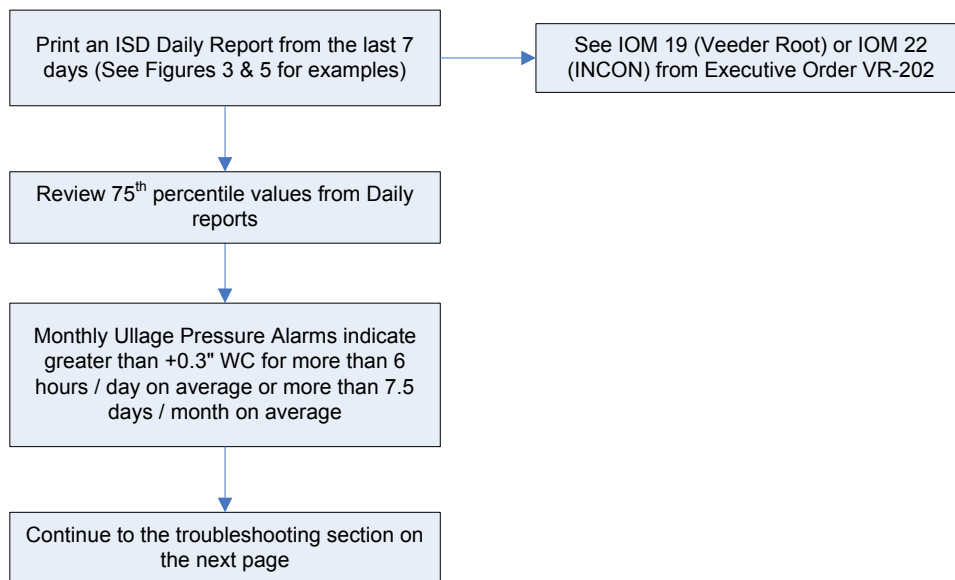 Print an ISD Daily Report from the last 7
days (See Figures 3 & 5 for examples)
See IOM 19 (Veeder Root) or IOM 22
(INCON) from Executive Order VR-202
Review 75th percentile values from Daily
reports
Monthly Ullage Pressure Alarms indicate
greater than +0.3" WC for more than 6
hours / day on average or more than 7.5
days / month on average
Continue to the troubleshooting section on
the next page